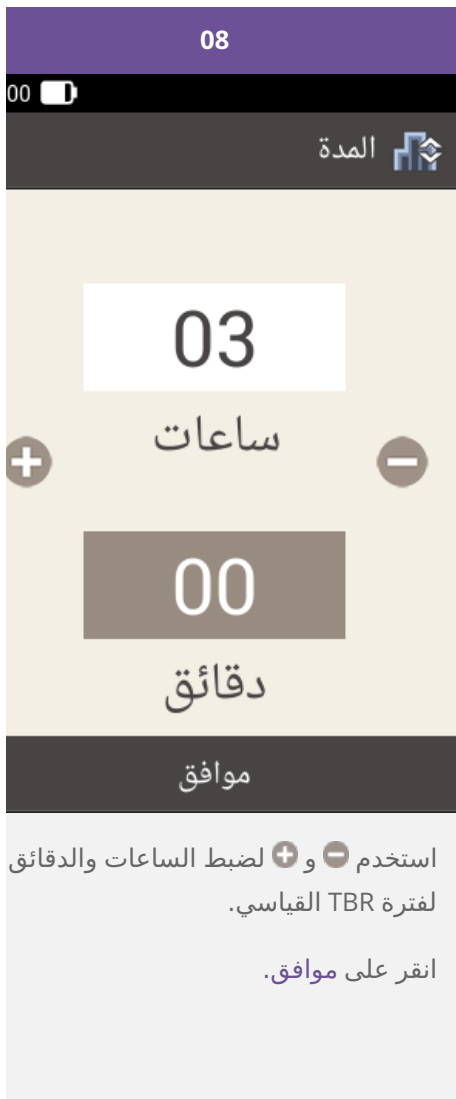 08
00
المدة
03
ساعات
00
دقائق
موافق
استخدم و لضبط الساعات والدقائق
لفترة TBR القياسي.
انقر على موافق.